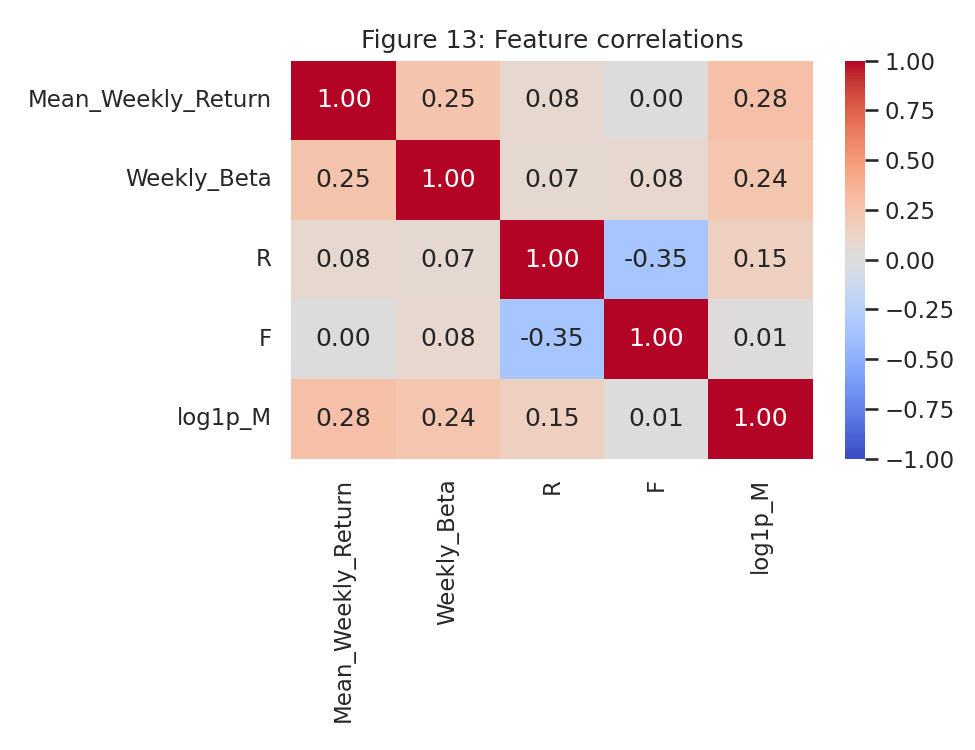 Figure 13: Feature correlations
Mean_Weekly_Return 1.00 0.25 0.08 0.00 0.28
Weekly_Beta 0.25 1.00 0.07 0.08 0.24
R 0.08 0.07 1.00 -0.35 0.15
F 0.00 0.08 -0.35 1.00 0.01
log1p_M 0.28 0.24 0.15 0.01 1.00
Mean_Weekly_Return
Weekly_Beta
R
F
log1p_M
1.00
0.75
0.50
0.25
0.00
−0.25
−0.50
−0.75
−1.00